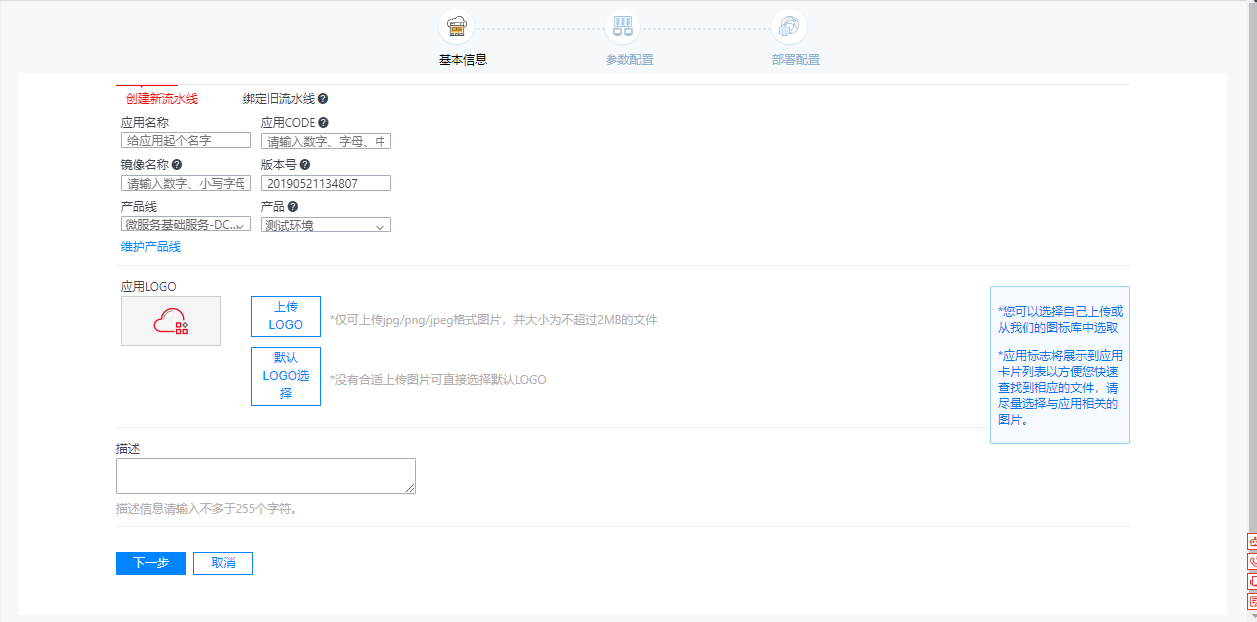 基本信息
参数配置
部署配置
创建新流水线
绑定旧流水线
应用名称
应用CODE
给应用起个名字
请输入数字、字母、中
镜像名称
版本号
请输入数字、小写字母
20190521134807
产品线
产品
微服务基础服务-DC...
测试环境
维护产品线
应用LOGO
上传
LOGO
*仅可上传jpg/png/jpeg格式图片，并大小为不超过2MB的文件
默认
LOGO选
择
*没有合适上传图片可直接选择默认LOGO
*您可以选择自己上传或
从我们的图标库中选取
*应用标志将展示到应用
卡片列表以方便您快速
查找到相应的文件，请
尽量选择与应用相关的
图片。
描述
描述信息请输入不多于255个字符。
下一步
取消